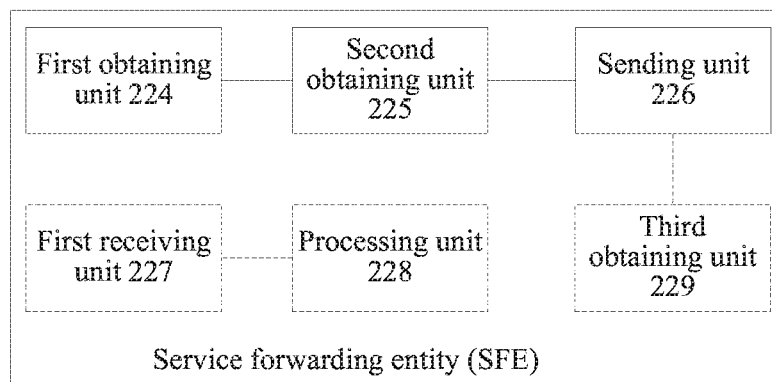 First obtaining
unit 224
Second
obtaining unit
225
Sending unit
226
First receiving
unit 227
Processing unit
228
Third
obtaining unit
229
Service forwarding entity (SFE)